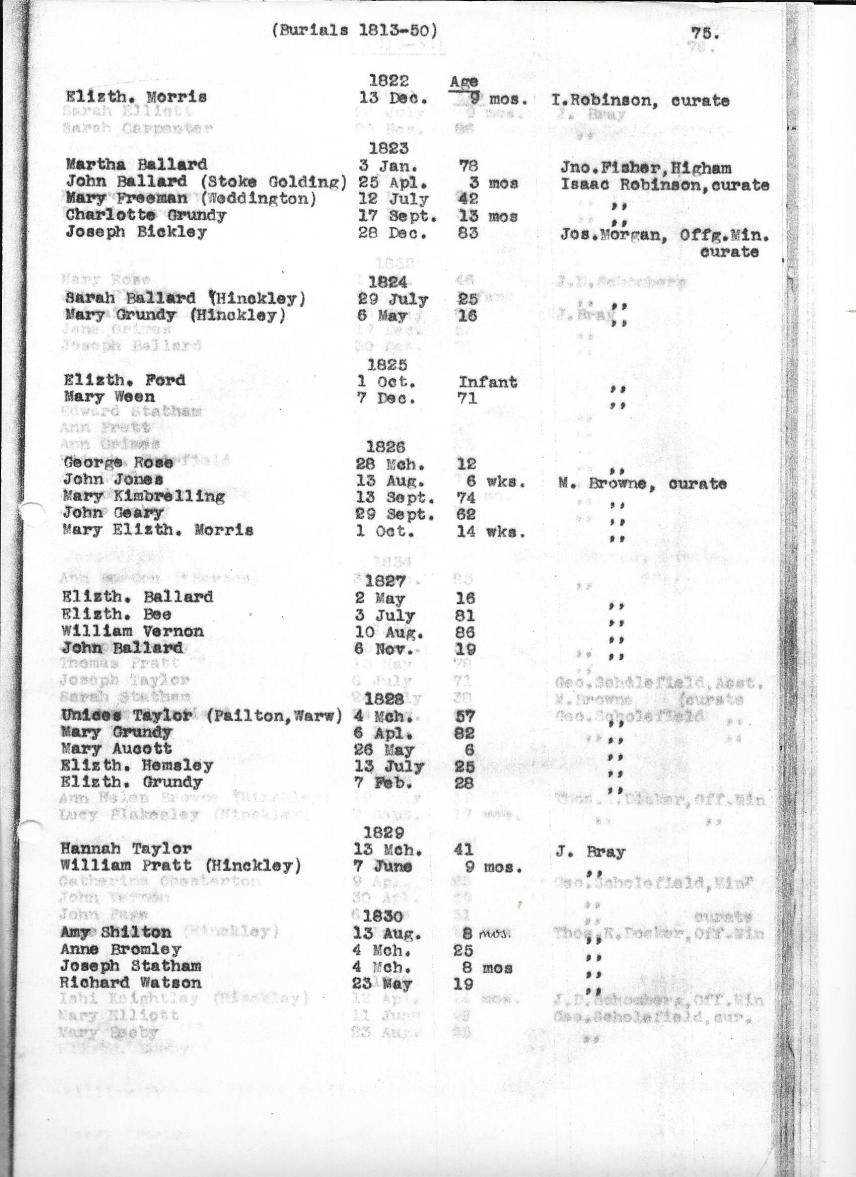 (Burials 1813-50) 75.
1822 Age
Elizth. Morris 13 Dec. 9 mos. I.Robinson, curate
1823
Martha Ballard 3 Jan. 78 Jno.Fisher,Higham
John Ballard (Stoke Golding) 25 Apl. 3 mos Isaac Robinson,curate
Mary Freeman (Weddington) 12 July 42 ,,
Charlotte Grundy 17 Sept. 13 mos ,,
Joseph Bickley 28 Dec. 83 Jos.Morgan, Offg.Min.
curate
1824
Sarah Ballard (Hinckley) 29 July 25 ,,
Mary Grundy (Hinckley) 6 May 16 ,,
1825
Elizth. Ford 1 Oct. Infant ,,
Mary Ween 7 Dec. 71 ,,
1826
George Rose 28 Mch. 12 ,,
John Jones 13 Aug. 6 wks. M. Browne, curate
Mary Kimbrelling 13 Sept. 74 ,,
John Geary 29 Sept. 62 ,,
Mary Elizth. Morris 1 Oct. 14 wks. ,,
1827
Elizth. Ballard 2 May 16 ,,
Elizth. Bee 3 July 81 ,,
William Vernon 10 Aug. 86 ,,
John Ballard 6 Nov. 19 ,,
1828
Unices Taylor (Pailton,Warw) 4 Mch. 57 ,,
Mary Grundy 6 Apl. 82 ,,
Mary Aucott 26 May 6 ,,
Elizth. Hemsley 13 July 25 ,,
Elizth. Grundy 7 Feb. 28 ,,
1829
Hannah Taylor 13 Mch. 41 J. Bray
William Pratt (Hinckley) 7 June 9 mos. ,,
1830
Amy Shilton 13 Aug. 8 mos. ,,
Anne Bromley 4 Mch. 25 ,,
Joseph Statham 4 Mch. 8 mos ,,
Richard Watson 23 May 19 ,,